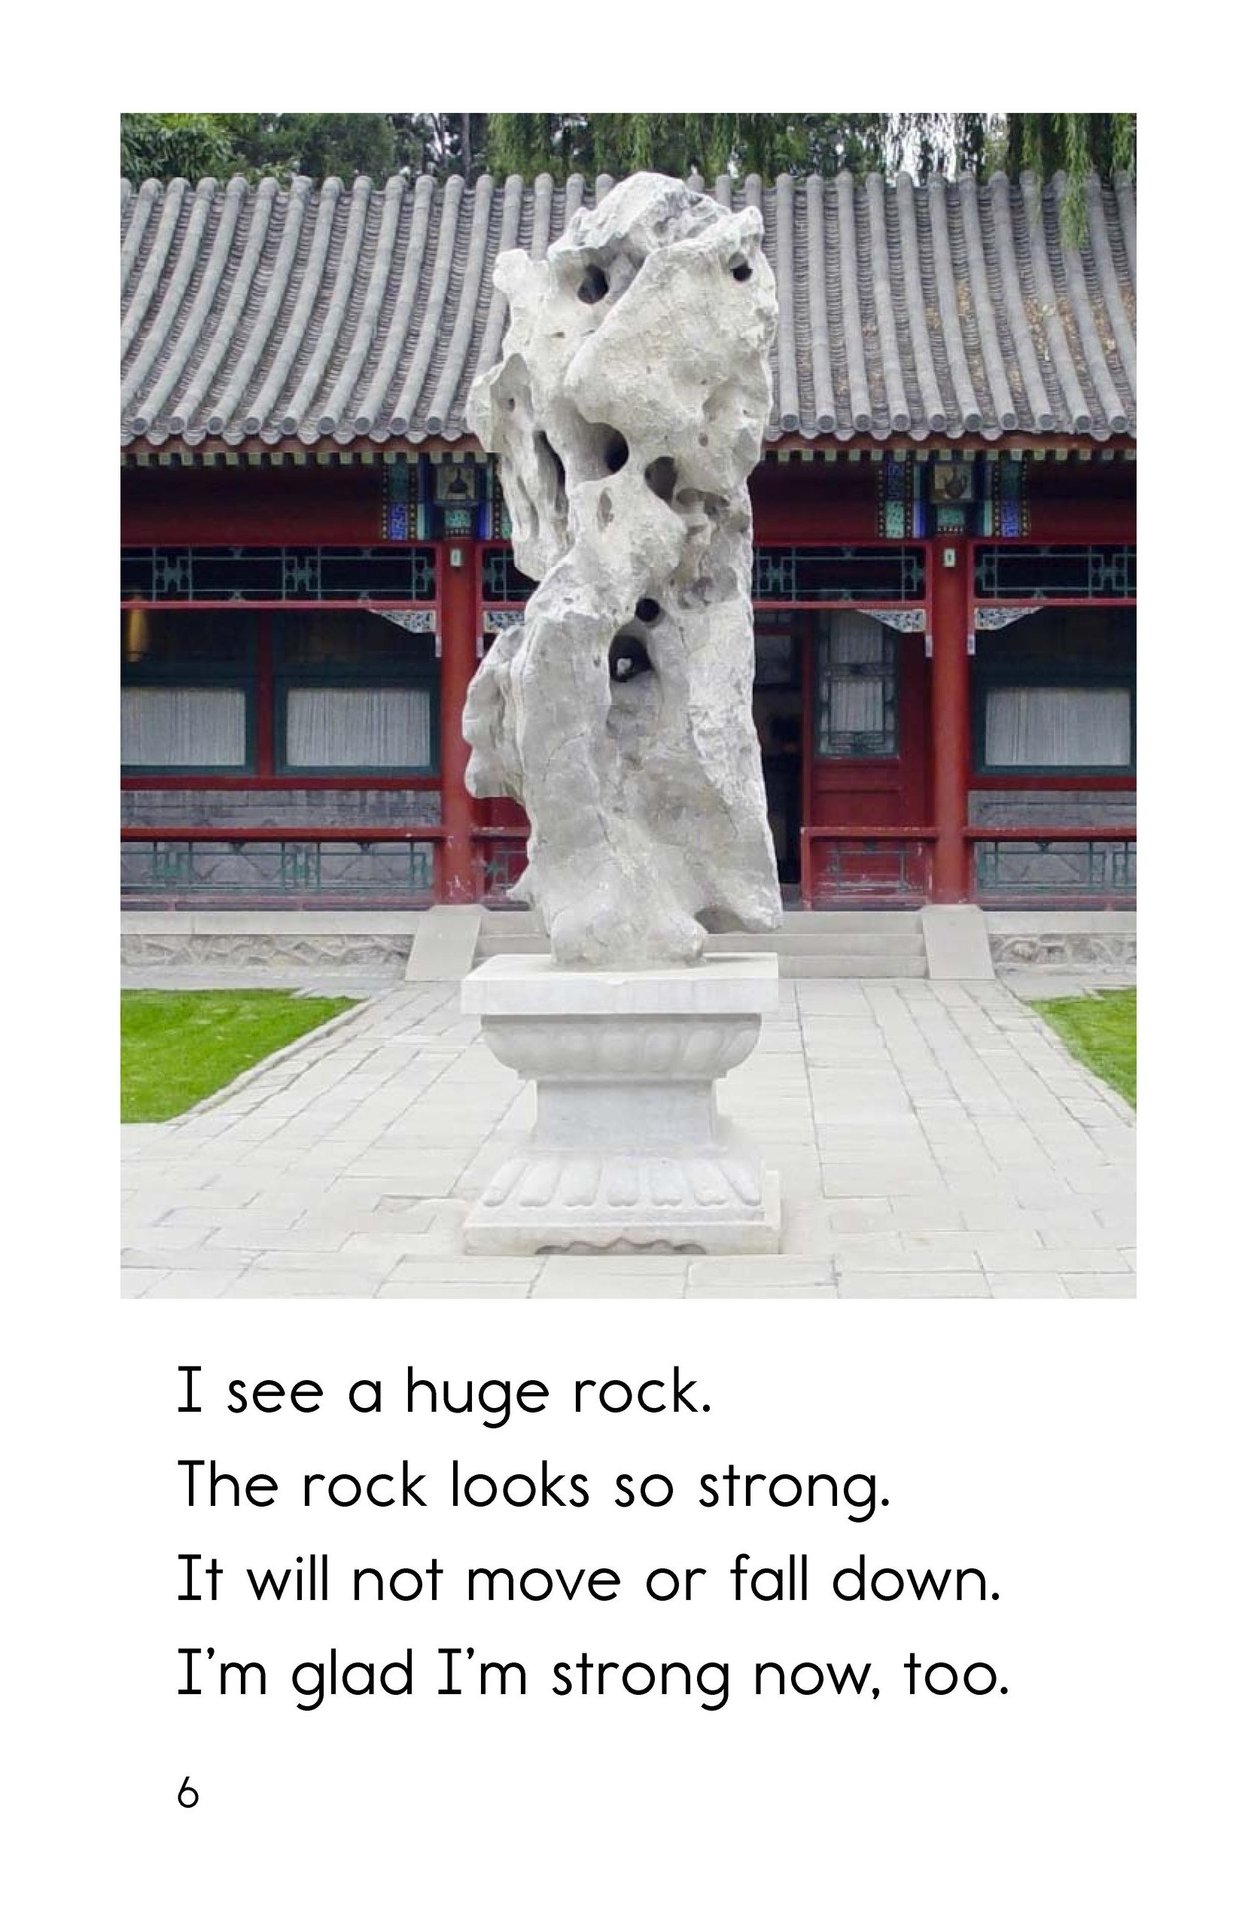 I see a huge rock.
The rock looks so strong.
It will not move or fall down.
I'm glad I'm strong now, too.
6